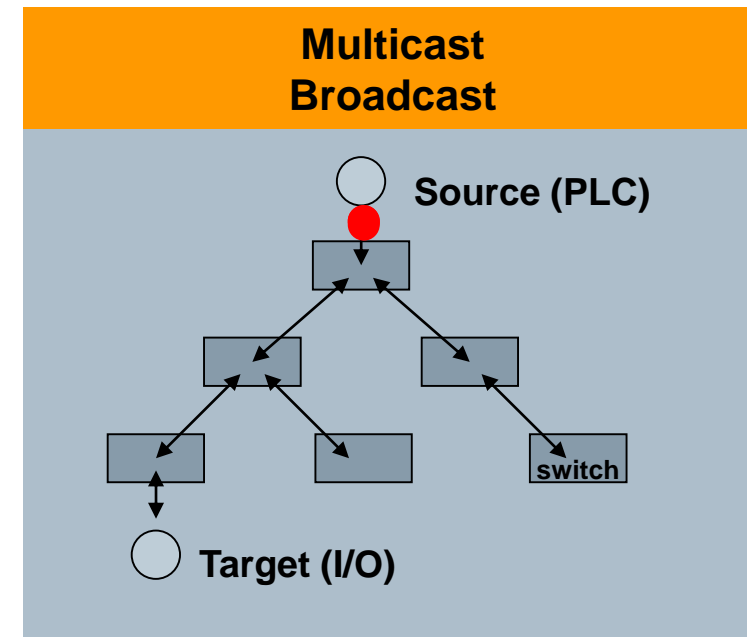 Multicast
Broadcast
Source (PLC)
switch
Target (I/O)